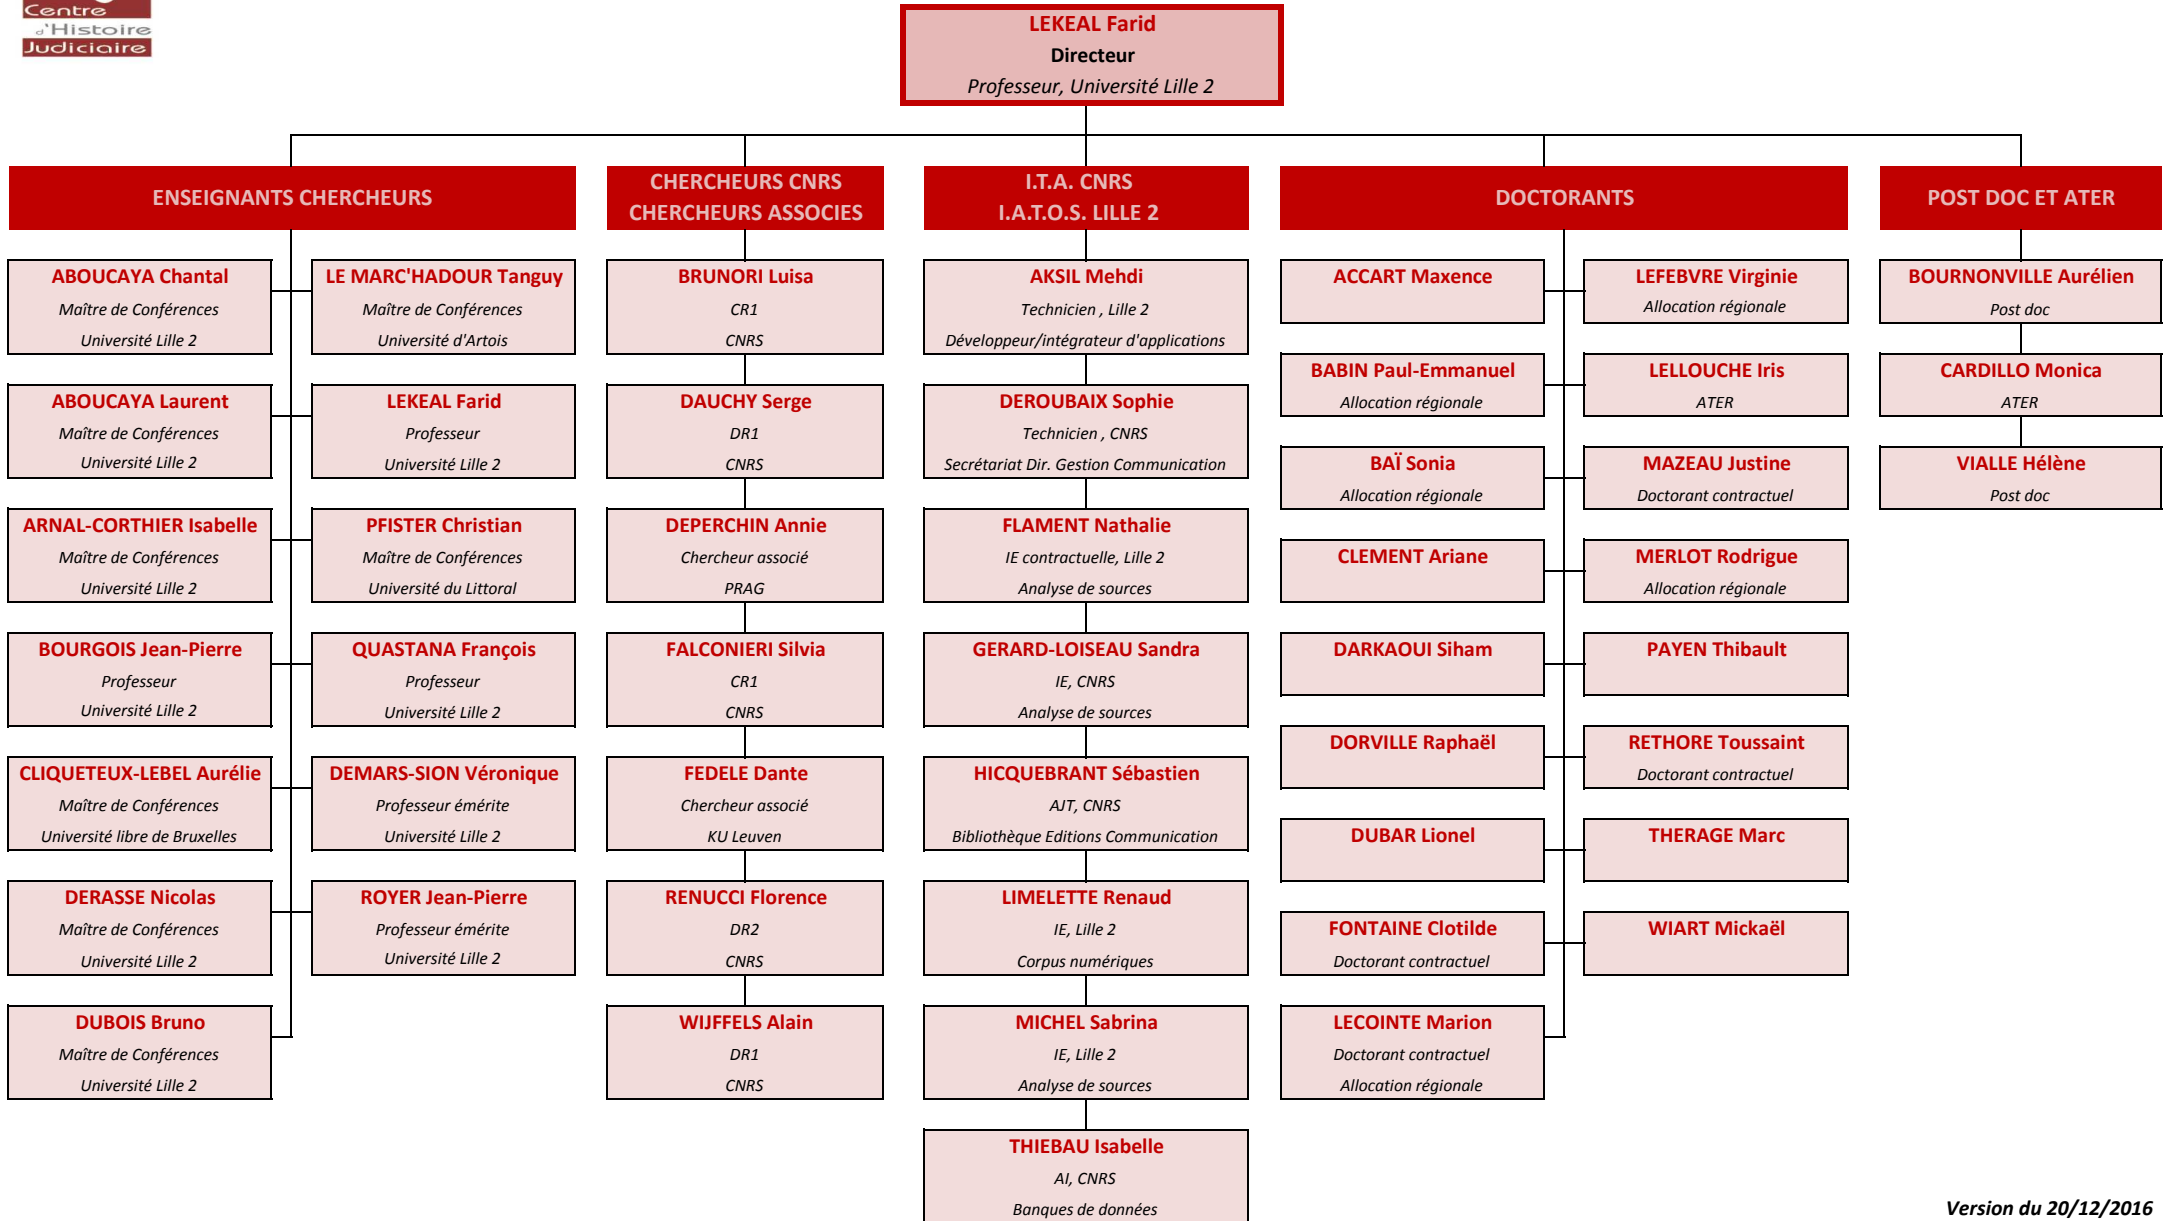 Centre
d'Histoire
Judiciaire
LEKEAL Farid
Directeur
Professeur, Université Lille 2
ENSEIGNANTS CHERCHEURS
ABOUCAYA Chantal
Maître de Conférences
Université Lille 2
LE MARC'HADOUR Tanguy
Maître de Conférences
Université d'Artois
ABOUCAYA Laurent
Maître de Conférences
Université Lille 2
LEKEAL Farid
Professeur
Université Lille 2
ARNAL-CORTHIER Isabelle
Maître de Conférences
Université Lille 2
PFISTER Christian
Maître de Conférences
Université du Littoral
BOURGOIS Jean-Pierre
Professeur
Université Lille 2
QUASTANA François
Professeur
Université Lille 2
CLIQUETEUX-LEBEL Aurélie
Maître de Conférences
Université libre de Bruxelles
DEMARS-SION Véronique
Professeur émérite
Université Lille 2
DERASSE Nicolas
Maître de Conférences
Université Lille 2
ROYER Jean-Pierre
Professeur émérite
Université Lille 2
DUBOIS Bruno
Maître de Conférences
Université Lille 2
CHERCHEURS CNRS
CHERCHEURS ASSOCIES
BRUNORI Luisa
CR1
CNRS
DAUCHY Serge
DR1
CNRS
DEPERCHIN Annie
Chercheur associé
PRAG
FALCONIERI Silvia
CR1
CNRS
FEDELE Dante
Chercheur associé
KU Leuven
RENUCCI Florence
DR2
CNRS
WIJFFELS Alain
DR1
CNRS
I.T.A. CNRS
I.A.T.O.S. LILLE 2
AKSIL Mehdi
Technicien , Lille 2
Développeur/intégrateur d'applications
DEROUBAIX Sophie
Technicien , CNRS
Secrétariat Dir. Gestion Communication
FLAMENT Nathalie
IE contractuelle, Lille 2
Analyse de sources
GERARD-LOISEAU Sandra
IE, CNRS
Analyse de sources
HICQUEBRANT Sébastien
AJT, CNRS
Bibliothèque Editions Communication
LIMELETTE Renaud
IE, Lille 2
Corpus numériques
MICHEL Sabrina
IE, Lille 2
Analyse de sources
THIEBAU Isabelle
AI, CNRS
Banques de données
DOCTORANTS
ACCART Maxence
LEFEBVRE Virginie
Allocation régionale
BABIN Paul-Emmanuel
Allocation régionale
LELLOUCHE Iris
ATER
BAÏ Sonia
Allocation régionale
MAZEAU Justine
Doctorant contractuel
CLEMENT Ariane
MERLOT Rodrigue
Allocation régionale
DARKAOUI Siham
PAYEN Thibault
DORVILLE Raphaël
RETHORE Toussaint
Doctorant contractuel
DUBAR Lionel
THERAGE Marc
FONTAINE Clotilde
Doctorant contractuel
WIART Mickaël
LECOINTE Marion
Doctorant contractuel
Allocation régionale
POST DOC ET ATER
BOURNONVILLE Aurélien
Post doc
CARDILLO Monica
ATER
VIALLE Hélène
Post doc
Version du 20/12/2016